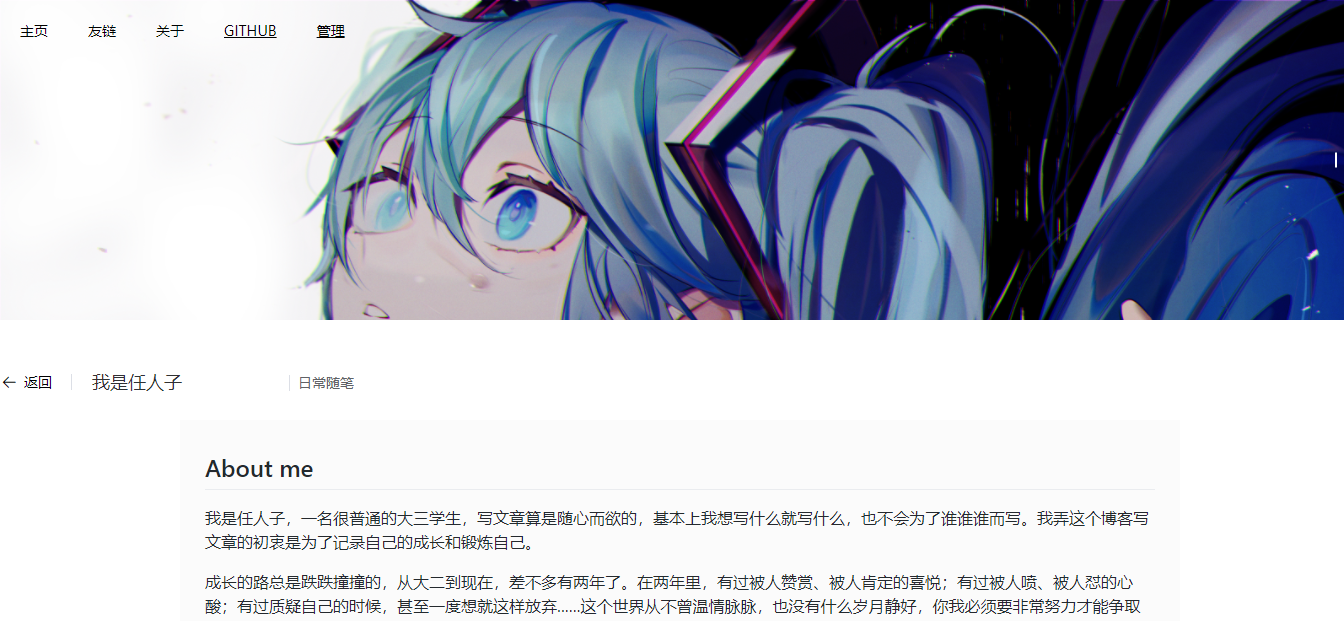 主页 友链 关于 GITHUB 管理
返回 我是任人子 日常随笔
About me
我是任人子，一名很普通的大三学生，写文章算是随心而欲的，基本上我想写什么就写什么，也不会为了谁谁谁而写。我弄这个博客写
文章的初衷是为了记录自己的成长和锻炼自己。
成长的路总是跌跌撞撞的，从大二到现在，差不多有两年了。在两年里，有过被人赞赏、被人肯定的喜悦；有过被人喷、被人怼的心
酸；有过质疑自己的时候，甚至一度想就这样放弃......这个世界从不曾温情脉脉，也没有什么岁月静好，你我必须要非常努力才能争取